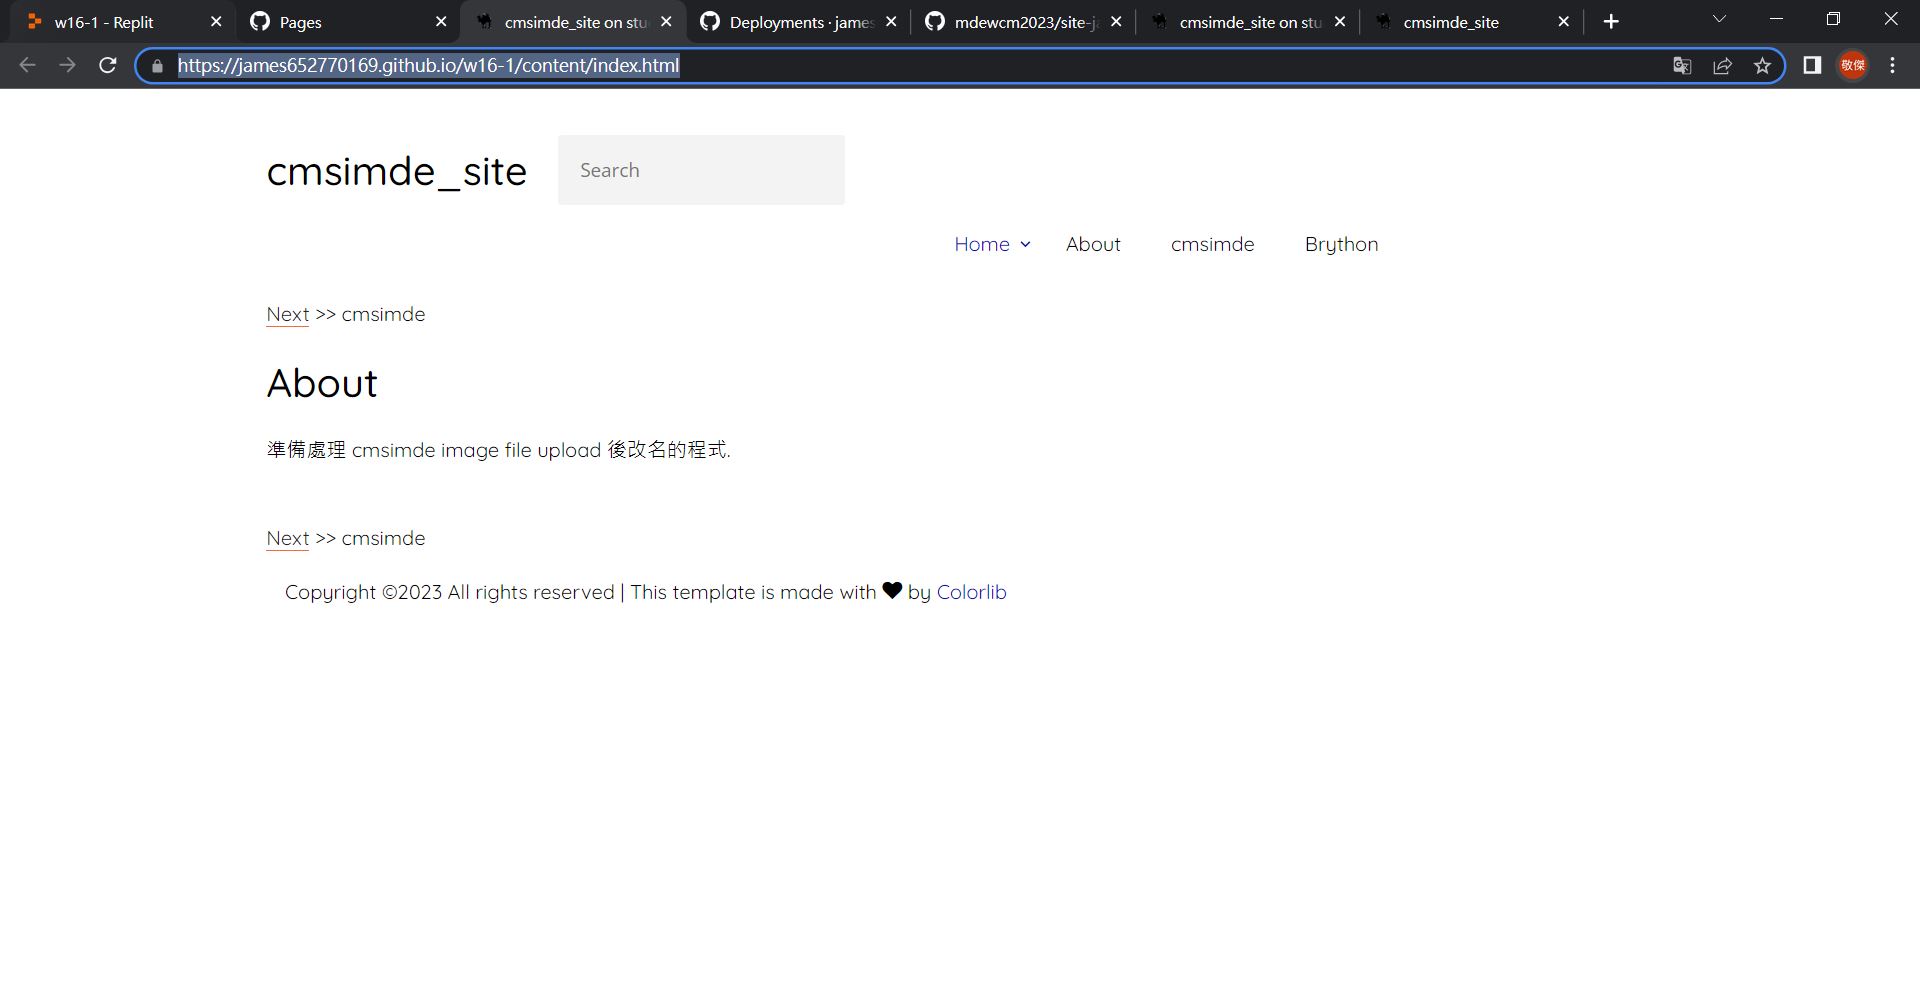 w16-1 - Replit
Pages
cmsimde_site on stu
Deployments · james
mdewcm2023/site-ja
cmsimde_site on stu
cmsimde_site
https://james652770169.github.io/w16-1/content/index.html
敬傑
cmsimde_site
Search
Home About cmsimde Brython
Next >> cmsimde
About
準備處理 cmsimde image file upload 後改名的程式.
Next >> cmsimde
Copyright ©2023 All rights reserved | This template is made with ♥ by Colorlib